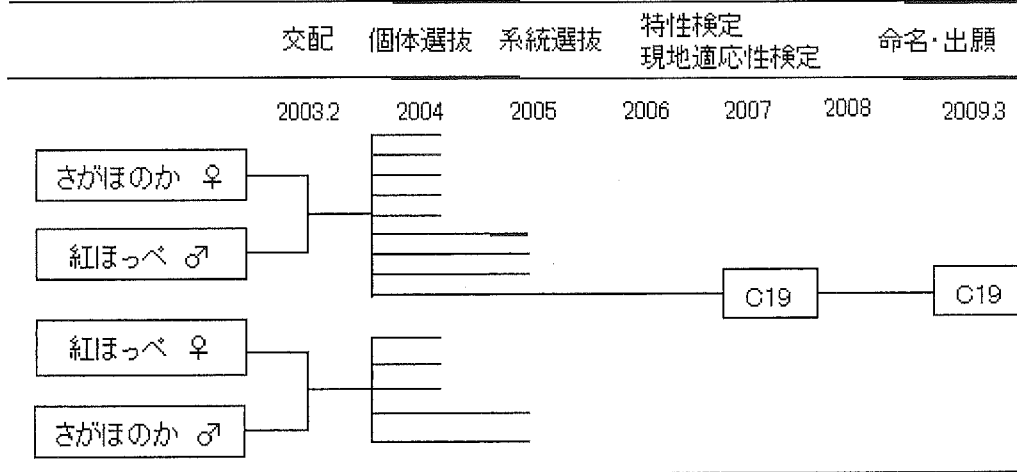 交配 個体選抜 系統選抜 特性検定 現地適応性検定 命名・出願
2003.2 2004 2005 2006 2007 2008 2009.3
さがほのか ♀
紅ほっぺ ♂
C19 C19
紅ほっぺ ♀
さがほのか ♂